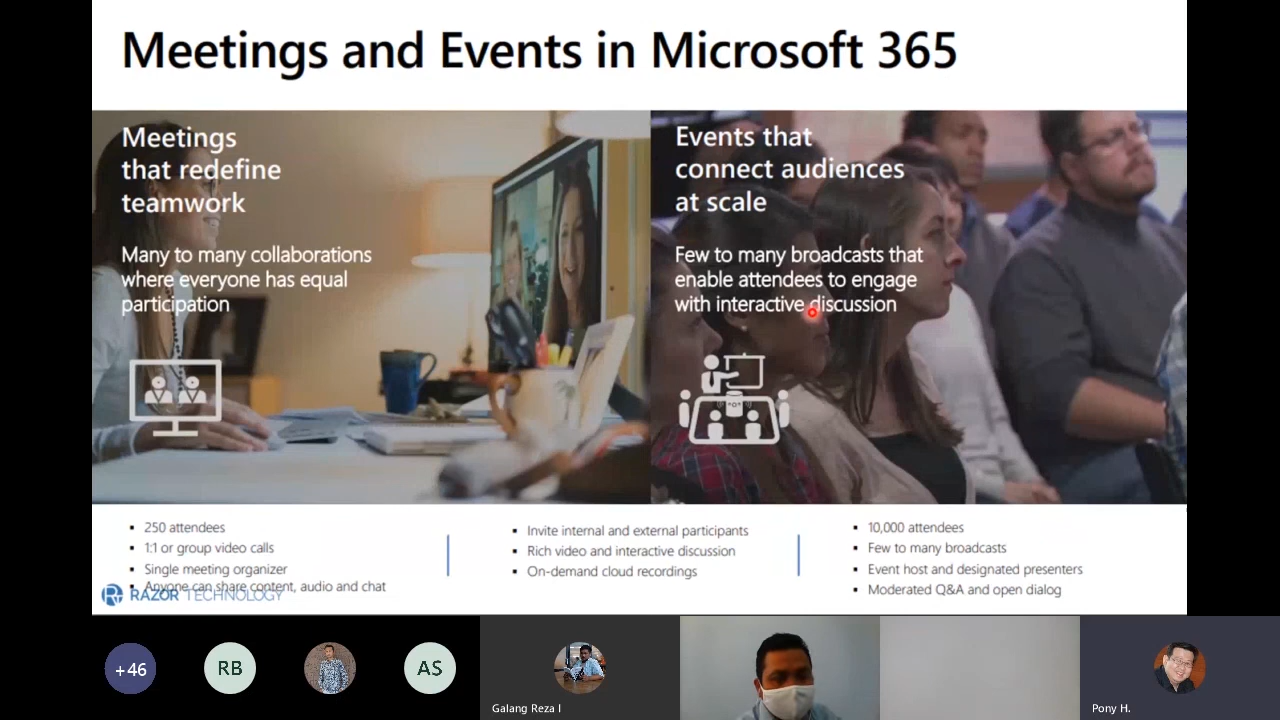 Meetings and Events in Microsoft 365
Meetings
that redefine
teamwork
Many to many collaborations
where everyone has equal
participation
Events that
connect audiences
at scale
Few to many broadcasts that
enable attendees to engage
with interactive discussion
250 attendees
1:1 or group video calls
Single meeting organizer
Anyone can share content, audio and chat
RAZOR TECHNOLOGY
Invite internal and external participants
Rich video and interactive discussion
On-demand cloud recordings
10,000 attendees
Few to many broadcasts
Event host and designated presenters
Moderated Q&A and open dialog
+46
RB
AS
Galang Reza I
Pony H.